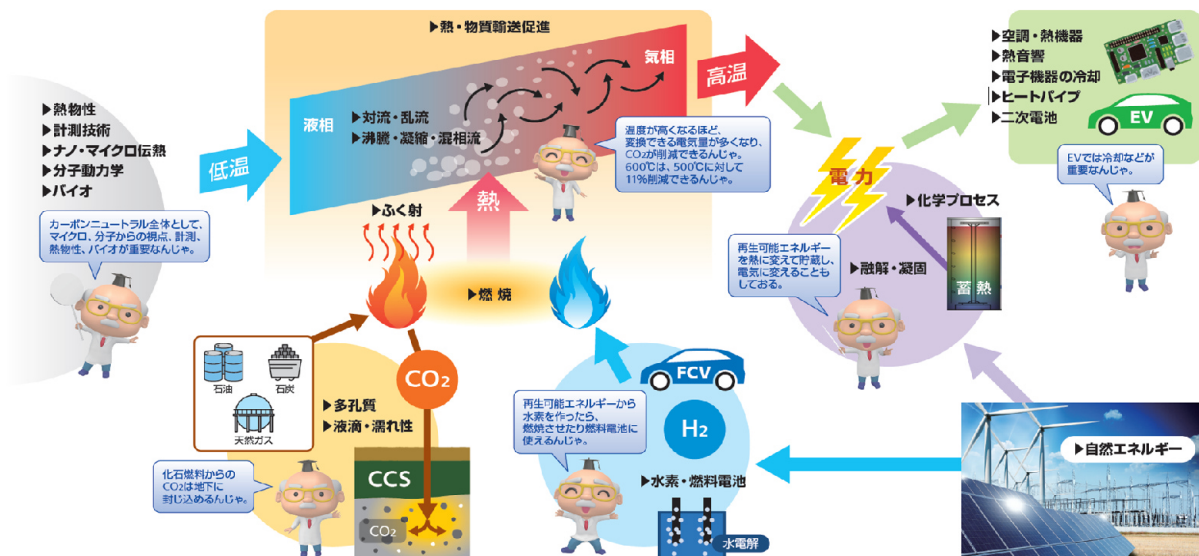 ▶熱・物質輸送促進
▶熱物性
▶計測技術
▶ナノ・マイクロ伝熱
▶分子動力学
▶バイオ
カーボンニュートラル全体として、
マイクロ、分子からの視点、計測、
熱物性、バイオが重要なんじゃ。
低温
液相
▶対流・乱流
▶沸騰・凝縮・混相流
気相
高温
温度が高くなるほど、
変換できる電気量が多くなり、
CO₂が削減できるんじゃ。
600℃は、500℃に対して
11%削減できるんじゃ。
熱
▶ふく射
▶燃焼
石油
石炭
天然ガス
CO₂
▶多孔質
▶液滴・濡れ性
化石燃料からの
CO₂は地下に
封じ込めるんじゃ。
CCS
CO₂
FCV
再生可能エネルギーから
水素を作ったら、
燃焼させたり燃料電池に
使えるんじゃ。
H₂
▶水素・燃料電池
水電解
電力
▶化学プロセス
再生可能エネルギー
を熱に変えて貯蔵し、
電気に変えることも
しておる。
▶融解・凝固
蓄熱
▶空調・熱機器
▶熱音響
▶電子機器の冷却
▶ヒートパイプ
▶二次電池
EV
EVでは冷却などが
重要なんじゃ。
▶自然エネルギー